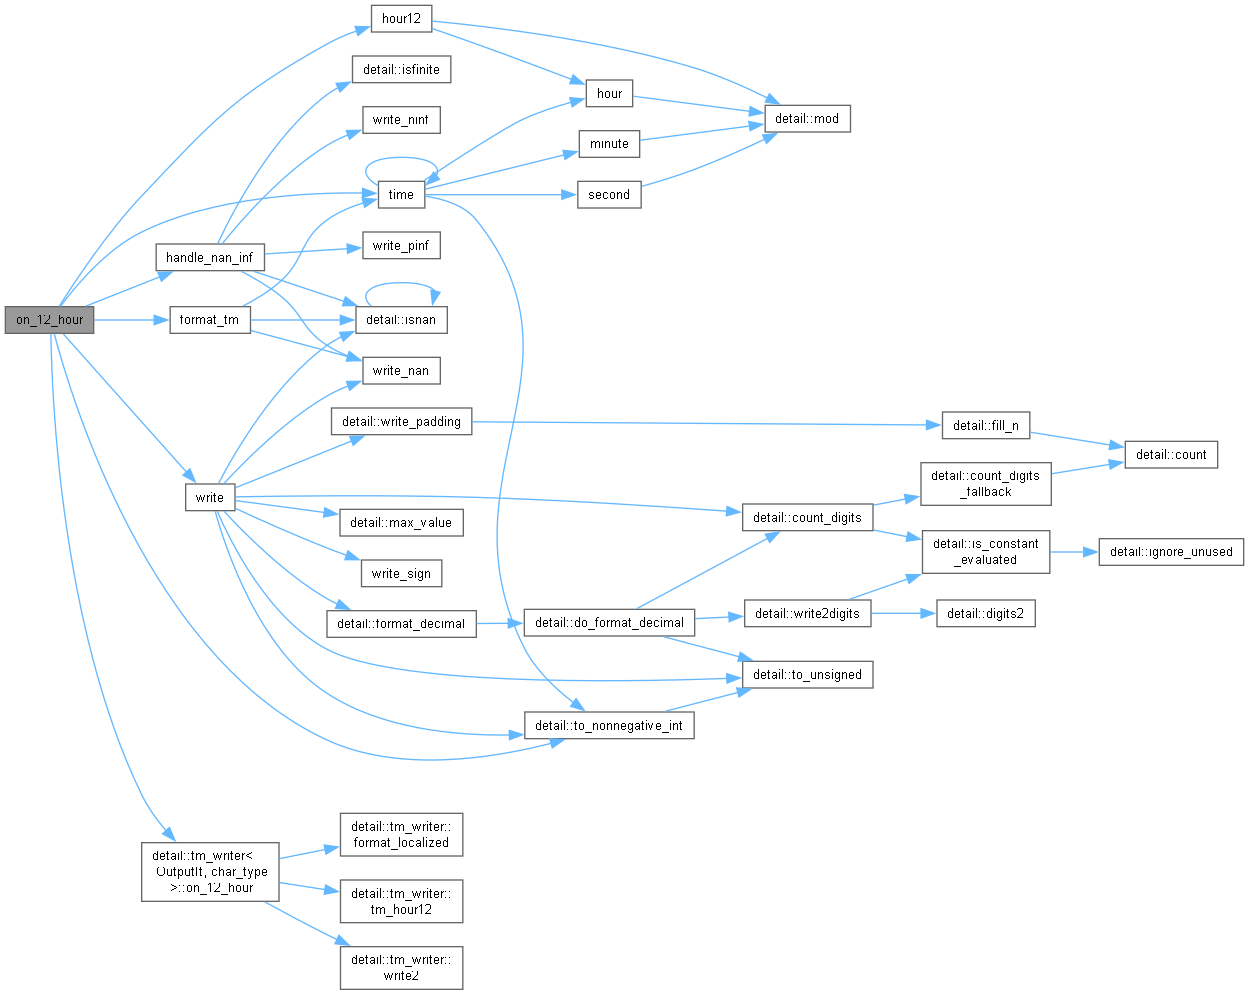 hour12
detail::isfinite
hour
write_ninf
detail::mod
minute
time
second
write_pinf
handle_nan_inf
on_12_hour
format_tm
detail::isnan
write_nan
detail::write_padding
detail::fill_n
detail::count
detail::count_digits
_fallback
write
detail::count_digits
detail::max_value
detail::is_constant
_evaluated
detail::ignore_unused
write_sign
detail::format_decimal
detail::do_format_decimal
detail::write2digits
detail::digits2
detail::to_unsigned
detail::to_nonnegative_int
detail::tm_writer::
format_localized
detail::tm_writer<
OutputIt, char_type
>::on_12_hour
detail::tm_writer::
tm_hour12
detail::tm_writer::
write2